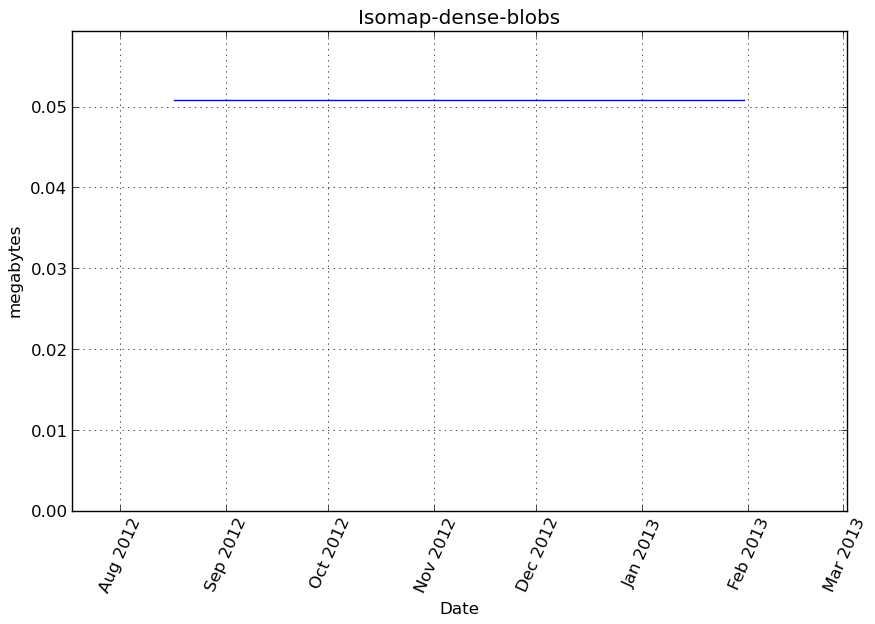 Isomap-dense-blobs
megabytes
0.05
0.04
0.03
0.02
0.01
0.00
Aug 2012
Sep 2012
Oct 2012
Nov 2012
Dec 2012
Jan 2013
Feb 2013
Mar 2013
Date